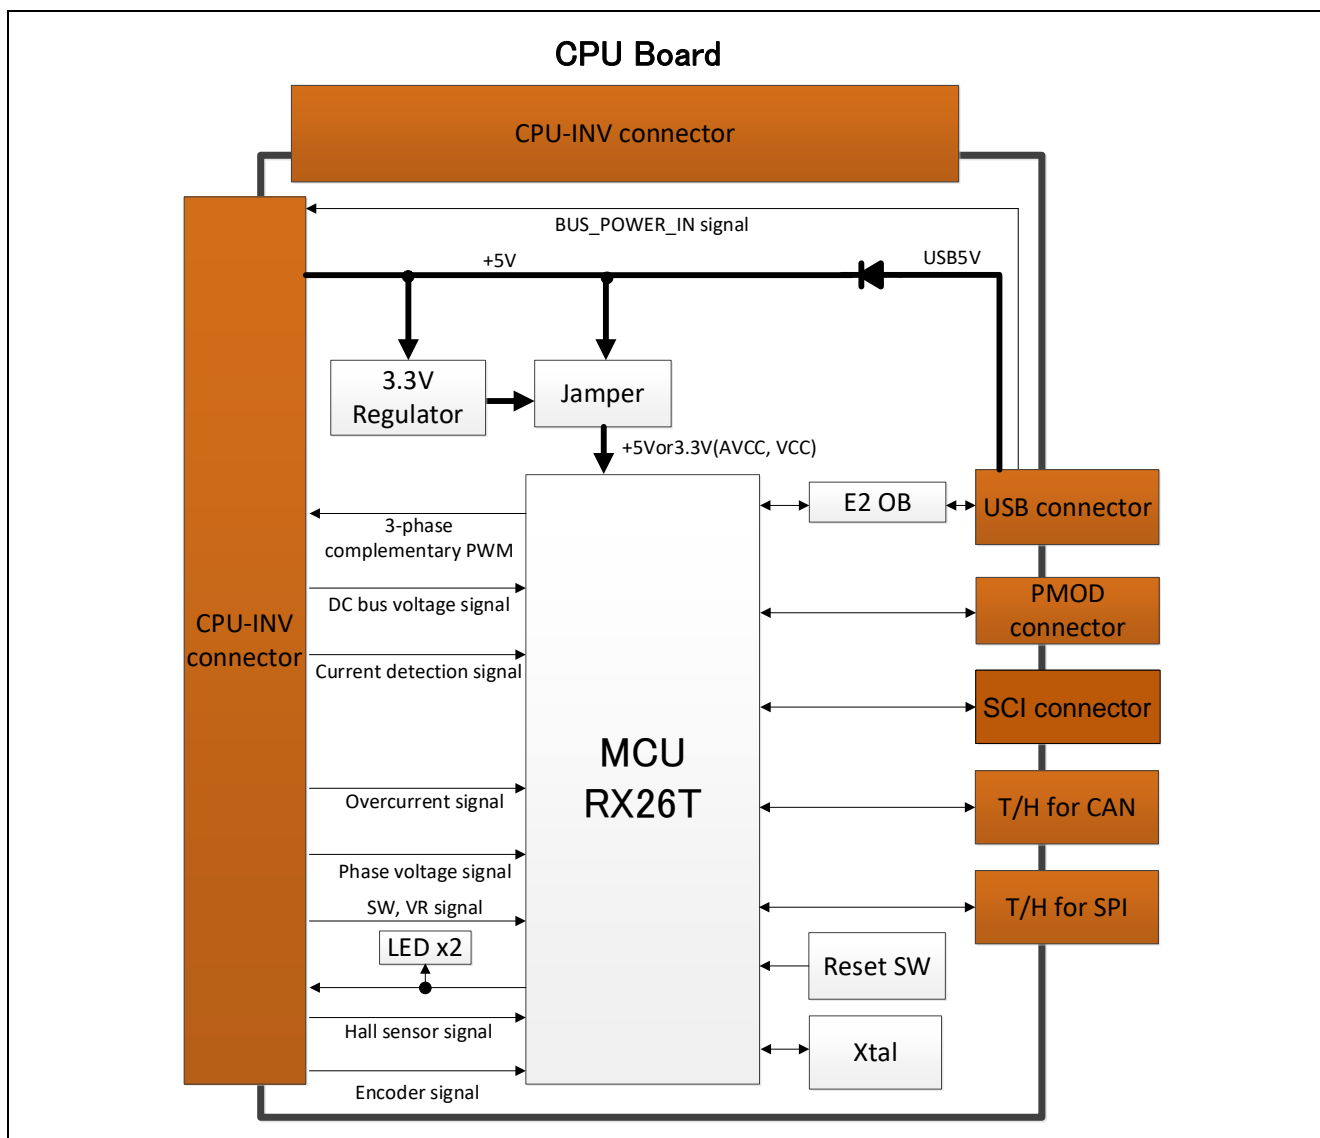 CPU Board
CPU-INV connector
BUS_POWER_IN signal
+5V
USB5V
3.3V
Regulator
Jamper
+5Vor3.3V(AVCC, VCC)
E2 OB
USB connector
3-phase
complementary PWM
DC bus voltage signal
PMOD
connector
CPU-INV
connector
Current detection signal
SCI connector
MCU
RX26T
Overcurrent signal
T/H for CAN
Phase voltage signal
SW, VR signal
T/H for SPI
LED x2
Reset SW
Hall sensor signal
Xtal
Encoder signal